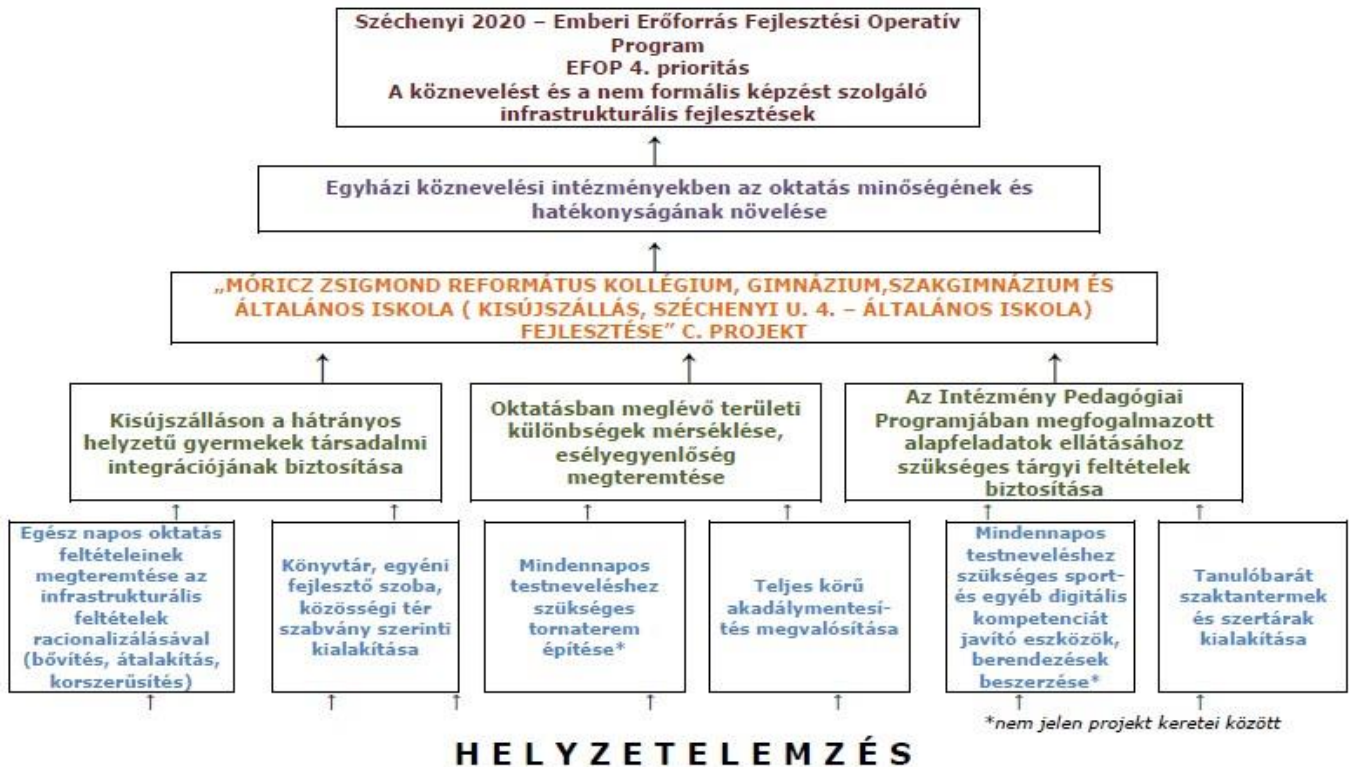 Széchenyi 2020 – Emberi Erőforrás Fejlesztési Operatív
Program
EFOP 4. prioritás
A köznevelést és a nem formális képzést szolgáló
infrastrukturális fejlesztések
Egyházi köznevelési intézményekben az oktatás minőségének és
hatékonyságának növelése
„MÓRICZ ZSIGMOND REFORMÁTUS KOLLÉGIUM, GIMNÁZIUM,SZAKGIMNÁZIUM ÉS
ÁLTALÁNOS ISKOLA ( KISÚJSZÁLLÁS, SZÉCHENYI U. 4. – ÁLTALÁNOS ISKOLA)
FEJLESZTÉSE” C. PROJEKT
Kisújszálláson a hátrányos
helyzetű gyermekek társadalmi
integrációjának biztosítása
Oktatásban meglévő területi
különbségek mérséklése,
esélyegyenlőség
megteremtése
Az Intézmény Pedagógiai
Programjában megfogalmazott
alapfeladatok ellátásához
szükséges tárgyi feltételek
biztosítása
Egész napos oktatás
feltételeinek
megteremtése az
infrastrukturális
feltételek
racionalizálásával
(bővítés, átalakítás,
korszerűsítés)
Könyvtár, egyéni
fejlesztő szoba,
közösségi tér
szabvány szerinti
kialakítása
Mindennapos
testneveléshez
szükséges
tornaterem
építése*
Teljes körű
akadálymentesí-
tés megvalósítása
Mindennapos
testneveléshez
szükséges sport-
és egyéb digitális
kompetenciát
javító eszközök,
berendezések
beszerzése*
Tanulóbarát
szaktantermek
és szertárak
kialakítása
*nem jelen projekt keretei között
HELYZETELEMZÉS